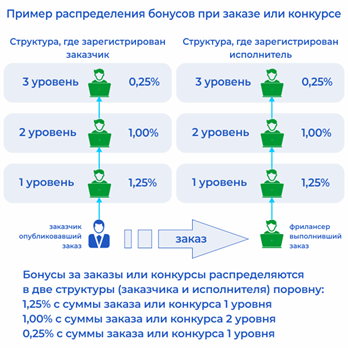 Пример распределения бонусов при заказе или конкурсе
Структура, где зарегистрирован
заказчик
Структура, где зарегистрирован
исполнитель
3 уровень 0,25%
3 уровень 0,25%
2 уровень 1,00%
2 уровень 1,00%
1 уровень 1,25%
1 уровень 1,25%
заказчик
опубликовавший
заказ
заказ
фрилансер
выполнивший
заказ
Бонусы за заказы или конкурсы распределяются
в две структуры (заказчика и исполнителя) поровну:
1,25% с суммы заказа или конкурса 1 уровня
1,00% с суммы заказа или конкурса 2 уровня
0,25% с суммы заказа или конкурса 1 уровня